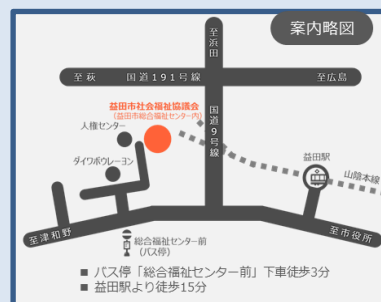 案内略図
至浜田
至萩 国道191号線 至広島
益田市社会福祉協議会
(益田市総合福祉センター内)
人権センター
国道9号線
ダイワボウレーヨン
益田駅
山陰本線
至津和野
総合福祉センター前
(バス停)
至市役所
■ バス停「総合福祉センター前」下車徒歩3分
■ 益田駅より徒歩15分